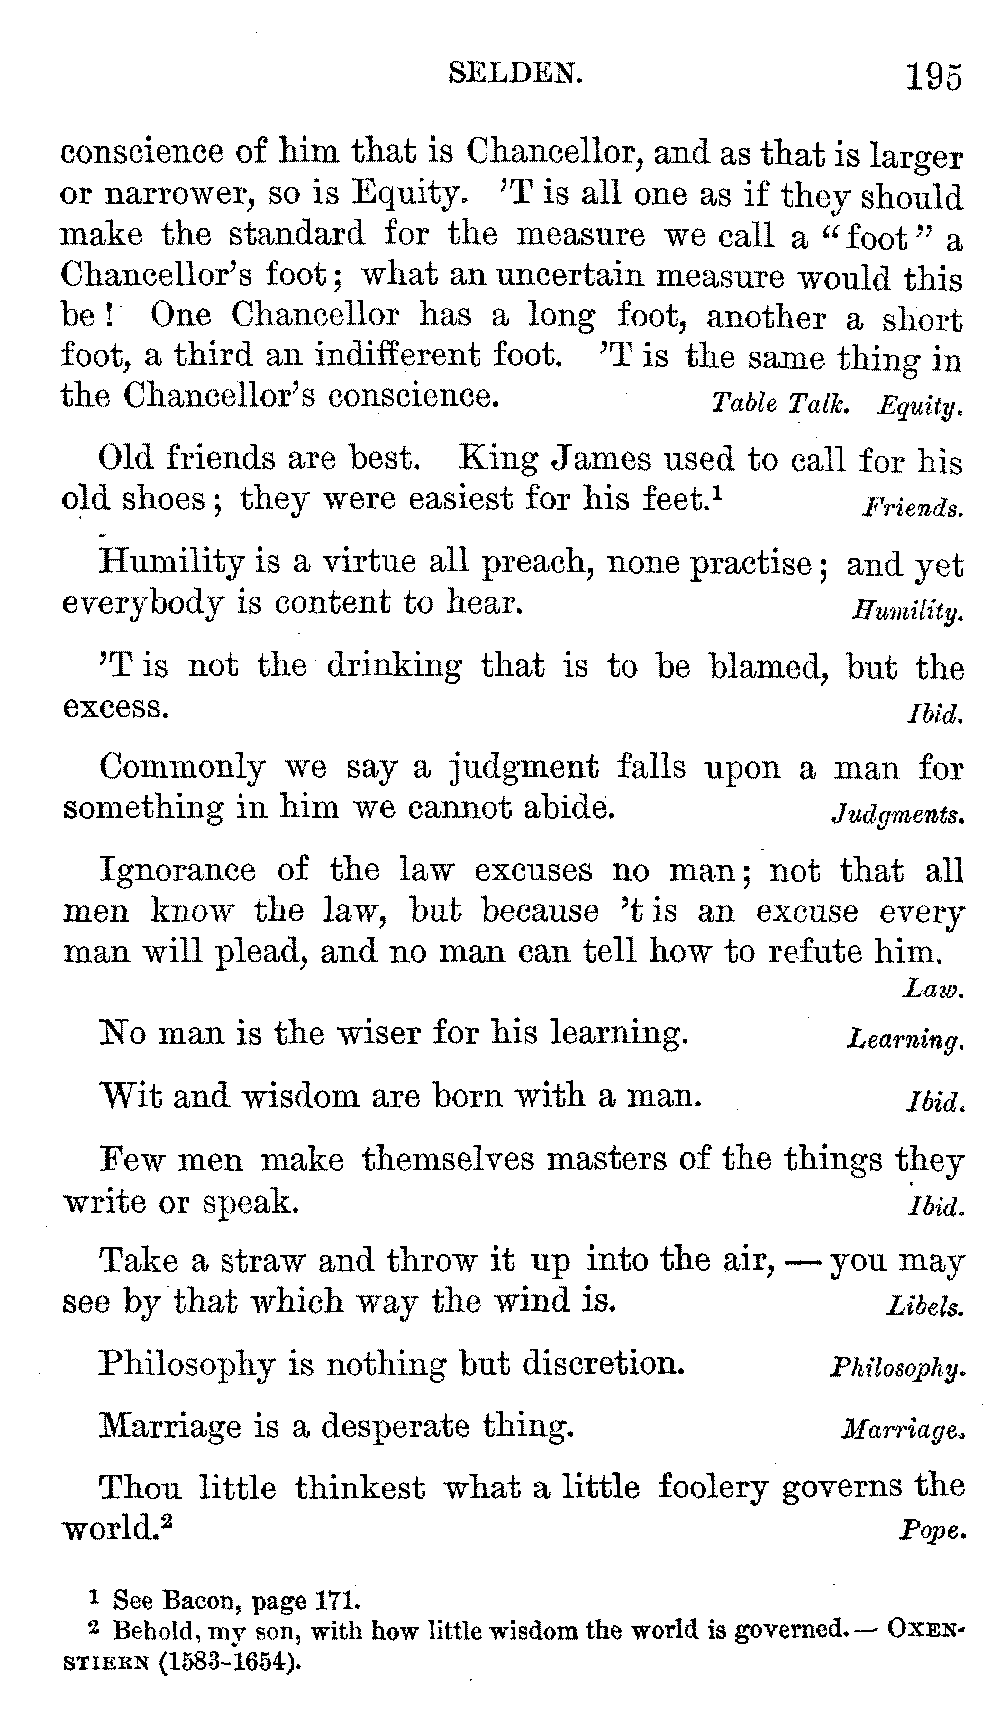 SELDEN. 195
conscience of him that is Chancellor, and as that is larger
or narrower, so is Equity. 'T is all one as if they should
make the standard for the measure we call a “foot” a
Chancellor's foot; what an uncertain measure would this
be! One Chancellor has a long foot, another a short
foot, a third an indifferent foot. 'T is the same thing in
the Chancellor's conscience. Table Talk. Equity.
Old friends are best. King James used to call for his
old shoes; they were easiest for his feet.¹ Friends.
Humility is a virtue all preach, none practise; and yet
everybody is content to hear. Humility.
'T is not the drinking that is to be blamed, but the
excess. Ibid.
Commonly we say a judgment falls upon a man for
something in him we cannot abide. Judgments.
Ignorance of the law excuses no man; not that all
men know the law, but because 't is an excuse every
man will plead, and no man can tell how to refute him.
Law.
No man is the wiser for his learning. Learning.
Wit and wisdom are born with a man. Ibid.
Few men make themselves masters of the things they
write or speak. Ibid.
Take a straw and throw it up into the air, — you may
see by that which way the wind is. Libels.
Philosophy is nothing but discretion. Philosophy.
Marriage is a desperate thing. Marriage.
Thou little thinkest what a little foolery governs the
world.² Pope.
¹ See Bacon, page 171.
² Behold, my son, with how little wisdom the world is governed. — OXEN-
STIERN (1583-1654).